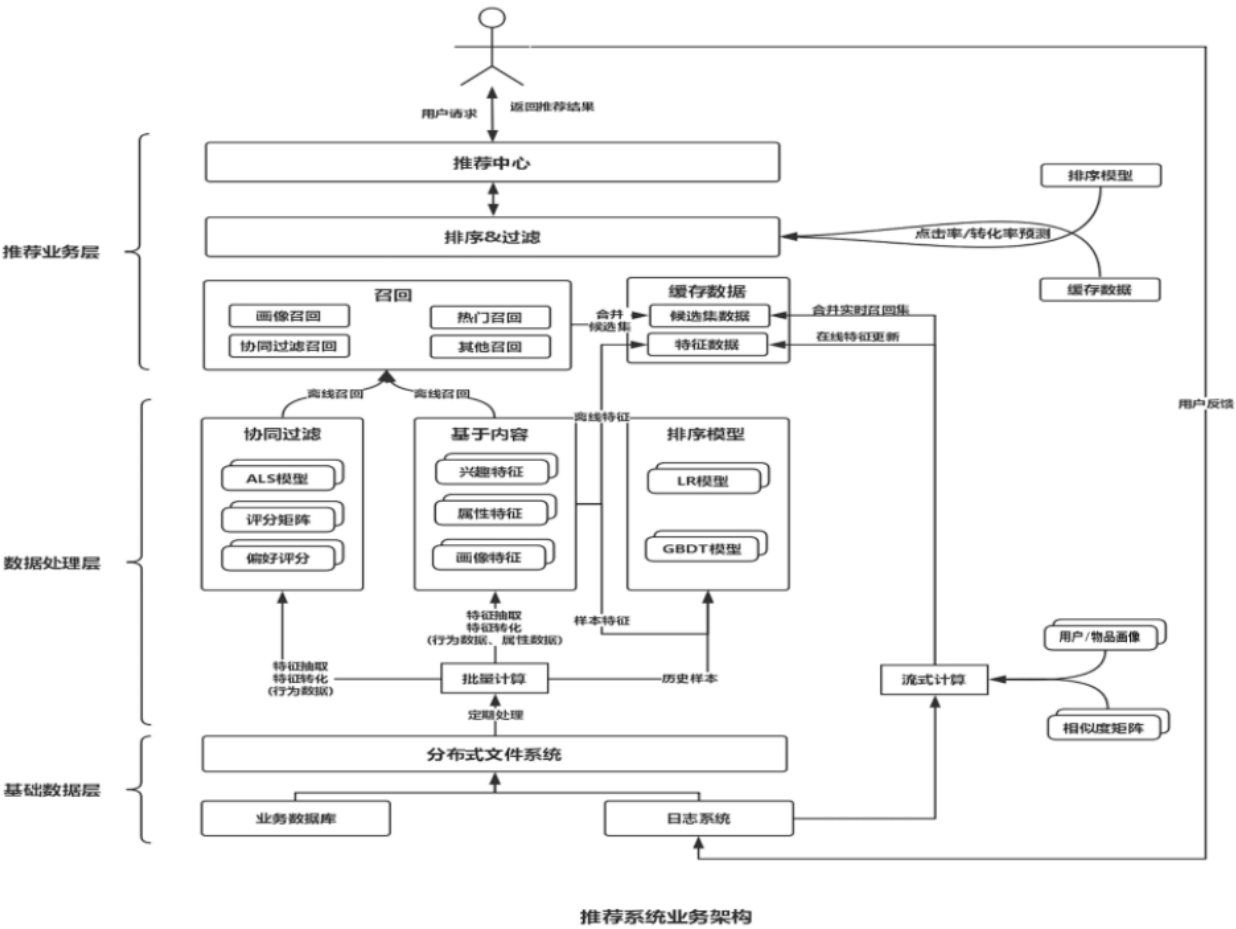 用户请求
返回推荐结果
推荐中心
排序模型
推荐业务层
排序&过滤
点击率/转化率预测
缓存数据
召回
画像召回
热门召回
协同过滤召回
其他召回
合并
候选集
缓存数据
候选集数据
特征数据
合并实时召回集
在线特征更新
用户反馈
离线召回
离线召回
离线特征
数据处理层
协同过滤
ALS模型
评分矩阵
偏好评分
基于内容
兴趣特征
属性特征
画像特征
排序模型
LR模型
GBDT模型
特征抽取
特征转化
(行为数据、属性数据)
样本特征
特征抽取
特征转化
(行为数据)
批量计算
历史样本
流式计算
用户/物品画像
相似度矩阵
定期处理
基础数据层
分布式文件系统
业务数据库
日志系统
推荐系统业务架构